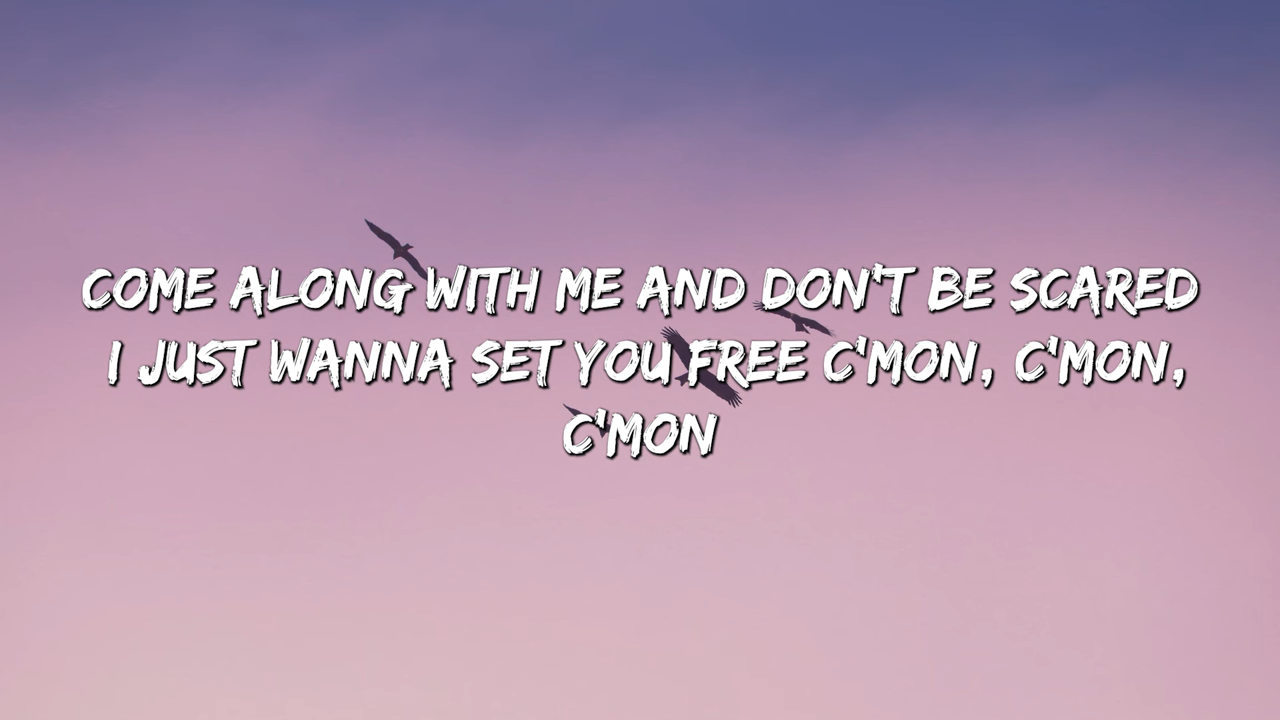 COME ALONG WITH ME AND DON'T BE SCARED
I JUST WANNA SET YOU FREE C'MON, C'MON,
C'MON